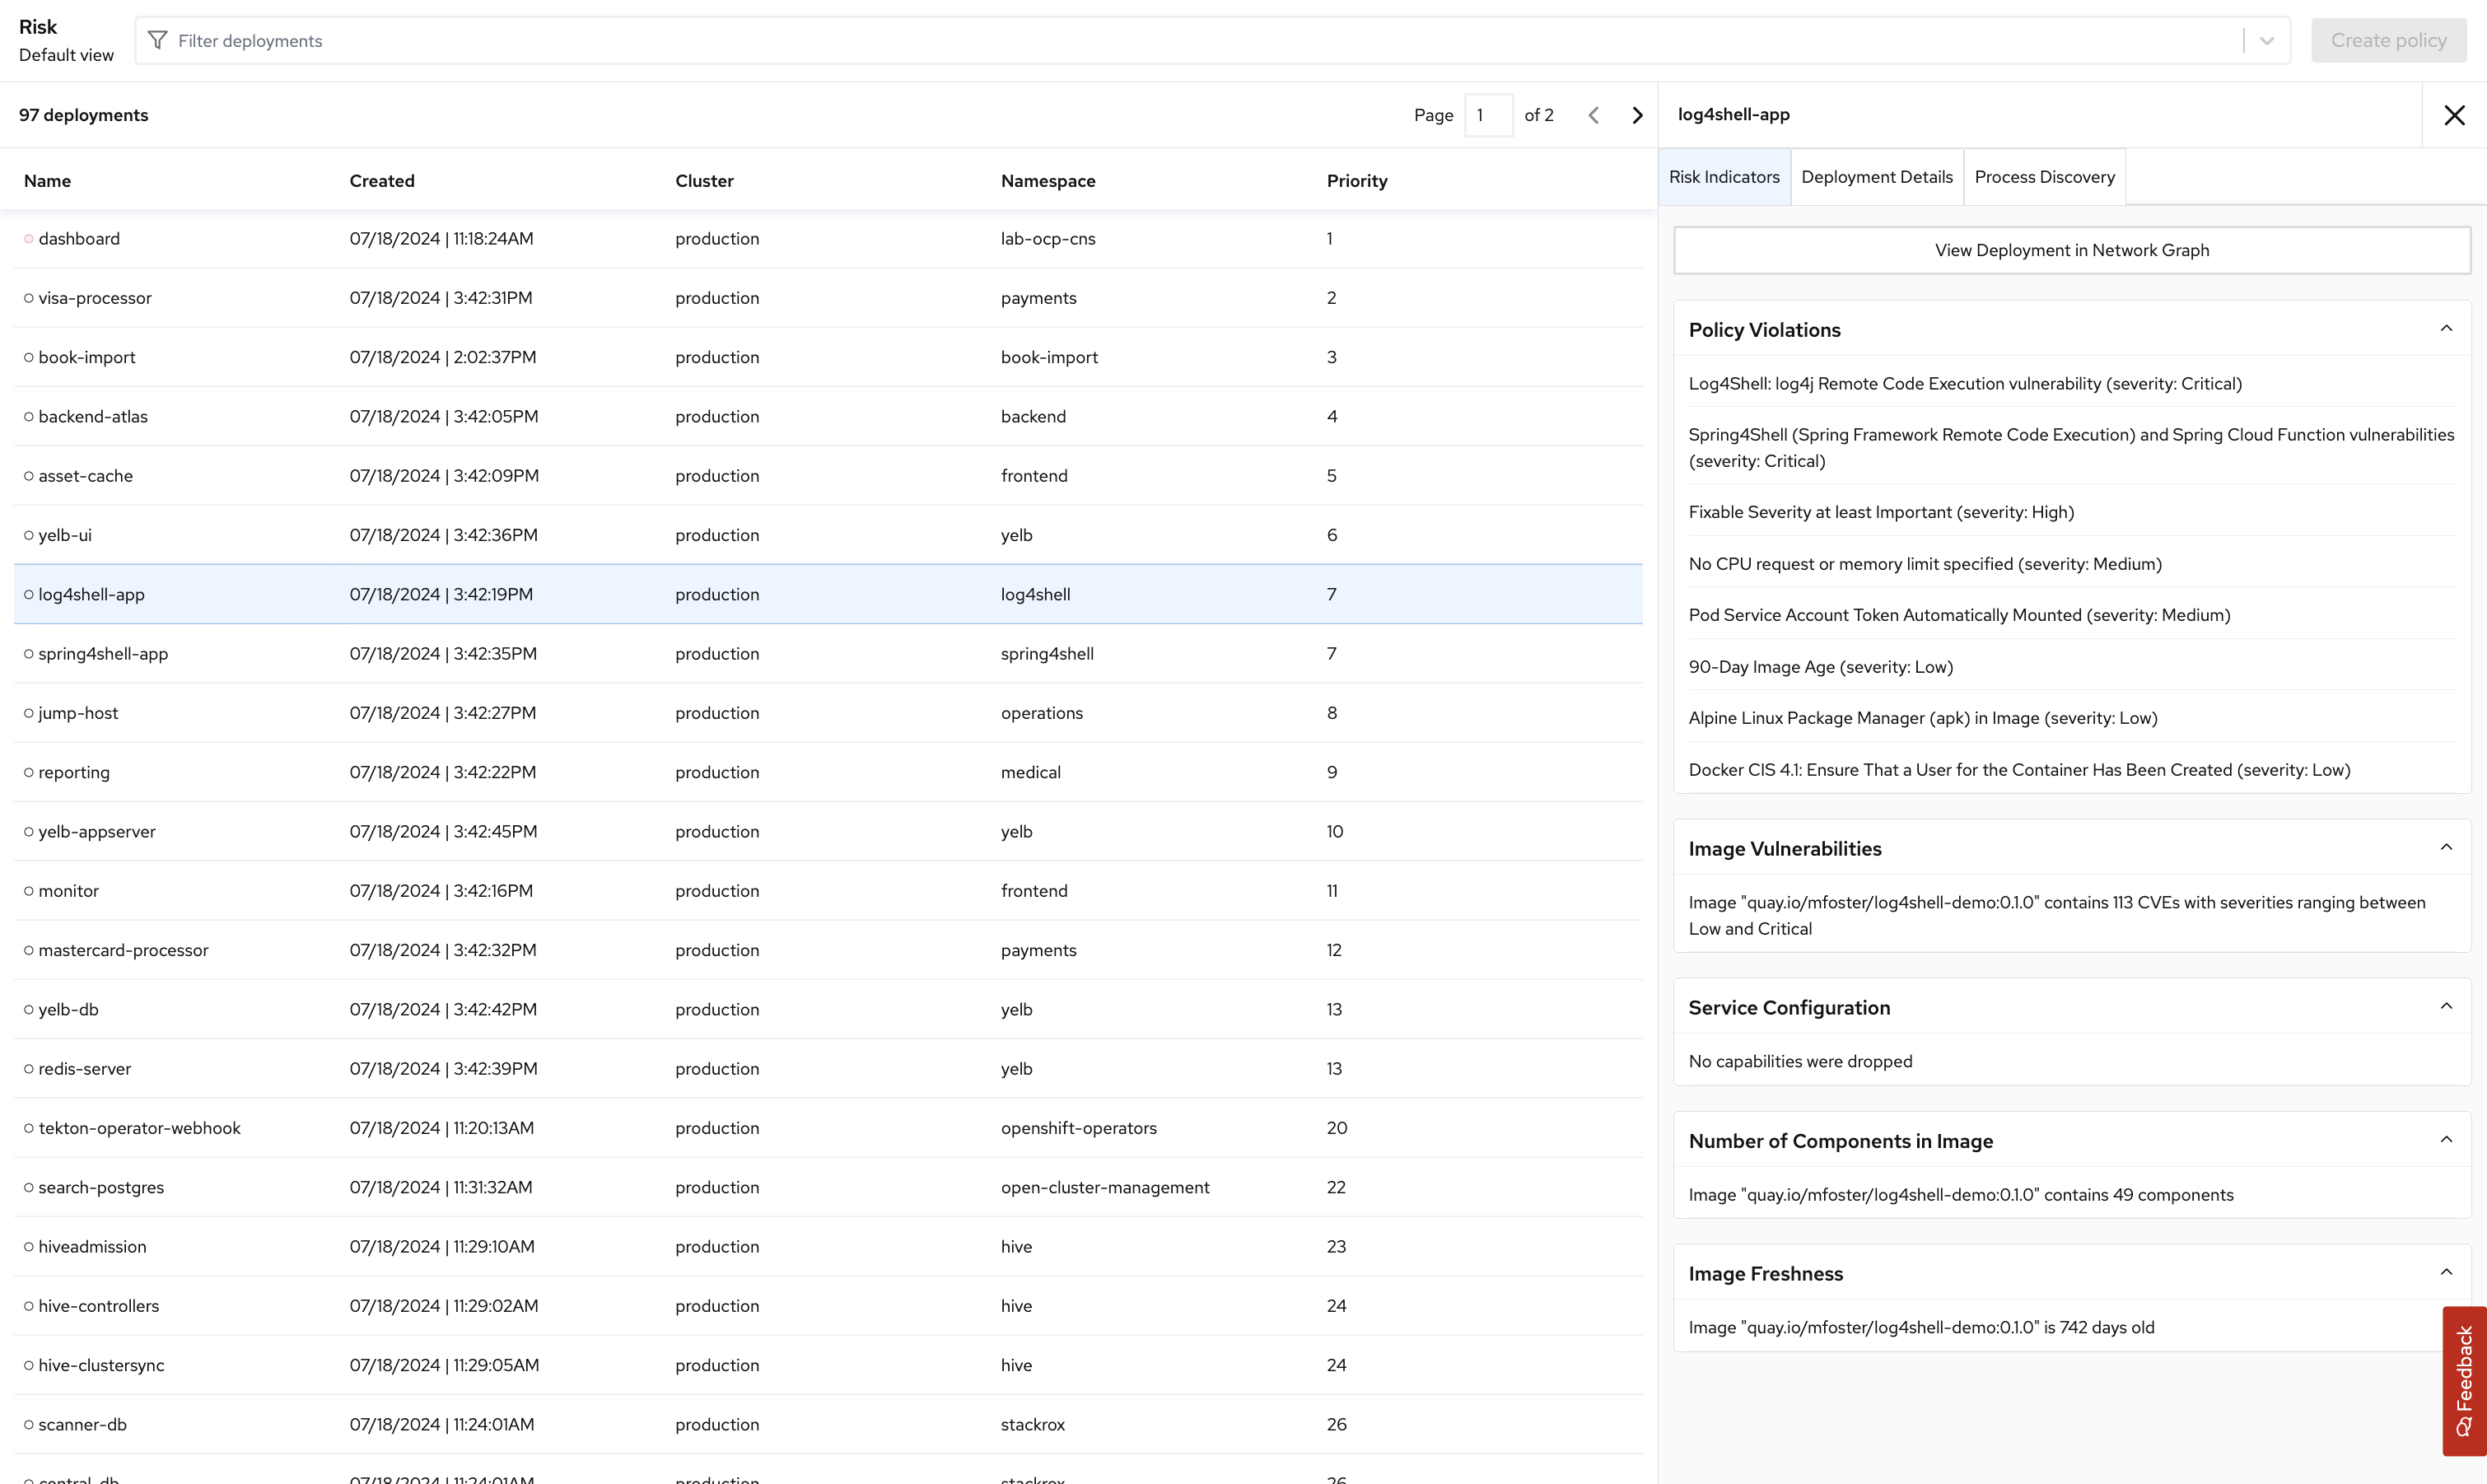 Risk
Default view
Filter deployments
Create policy
97 deployments
Page 1 of 2
Name Created Cluster Namespace Priority
dashboard 07/18/2024 | 11:18:24AM production lab-ocp-cns 1
visa-processor 07/18/2024 | 3:42:31PM production payments 2
book-import 07/18/2024 | 2:02:37PM production book-import 3
backend-atlas 07/18/2024 | 3:42:05PM production backend 4
asset-cache 07/18/2024 | 3:42:09PM production frontend 5
yelb-ui 07/18/2024 | 3:42:36PM production yelb 6
log4shell-app 07/18/2024 | 3:42:19PM production log4shell 7
spring4shell-app 07/18/2024 | 3:42:35PM production spring4shell 7
jump-host 07/18/2024 | 3:42:27PM production operations 8
reporting 07/18/2024 | 3:42:22PM production medical 9
yelb-appserver 07/18/2024 | 3:42:45PM production yelb 10
monitor 07/18/2024 | 3:42:16PM production frontend 11
mastercard-processor 07/18/2024 | 3:42:32PM production payments 12
yelb-db 07/18/2024 | 3:42:42PM production yelb 13
redis-server 07/18/2024 | 3:42:39PM production yelb 13
tekton-operator-webhook 07/18/2024 | 11:20:13AM production openshift-operators 20
search-postgres 07/18/2024 | 11:31:32AM production open-cluster-management 22
hiveadmission 07/18/2024 | 11:29:10AM production hive 23
hive-controllers 07/18/2024 | 11:29:02AM production hive 24
hive-clustersync 07/18/2024 | 11:29:05AM production hive 24
scanner-db 07/18/2024 | 11:24:01AM production stackrox 26
central-db 07/18/2024 | 11:24:01AM production stackrox 26
log4shell-app
Risk Indicators Deployment Details Process Discovery
View Deployment in Network Graph
Policy Violations
Log4Shell: log4j Remote Code Execution vulnerability (severity: Critical)
Spring4Shell (Spring Framework Remote Code Execution) and Spring Cloud Function vulnerabilities
(severity: Critical)
Fixable Severity at least Important (severity: High)
No CPU request or memory limit specified (severity: Medium)
Pod Service Account Token Automatically Mounted (severity: Medium)
90-Day Image Age (severity: Low)
Alpine Linux Package Manager (apk) in Image (severity: Low)
Docker CIS 4.1: Ensure That a User for the Container Has Been Created (severity: Low)
Image Vulnerabilities
Image "quay.io/mfoster/log4shell-demo:0.1.0" contains 113 CVEs with severities ranging between
Low and Critical
Service Configuration
No capabilities were dropped
Number of Components in Image
Image "quay.io/mfoster/log4shell-demo:0.1.0" contains 49 components
Image Freshness
Image "quay.io/mfoster/log4shell-demo:0.1.0" is 742 days old
Feedback